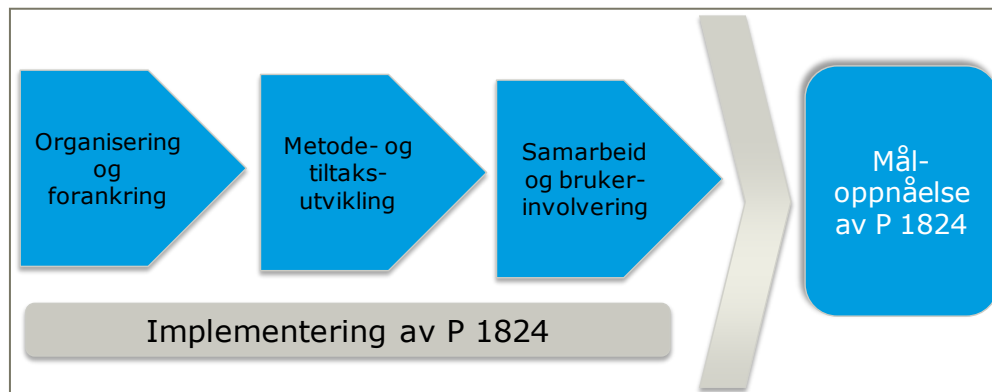 Organisering
og
forankring
Metode- og
tiltaks-
utvikling
Samarbeid
og bruker-
involvering
Mål-
oppnåelse
av P 1824
Implementering av P 1824